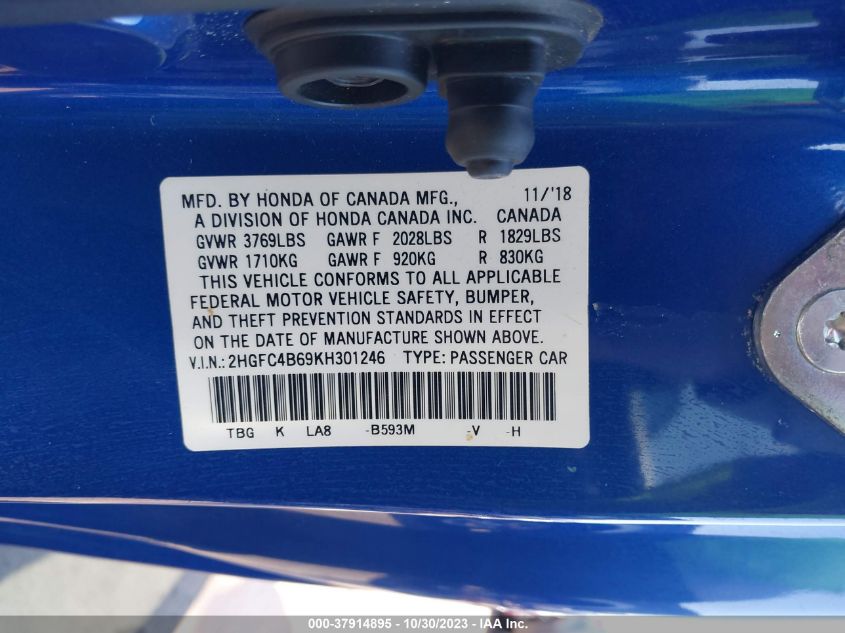 MFD. BY HONDA OF CANADA MFG., 11/'18
A DIVISION OF HONDA CANADA INC. CANADA
GVWR 3769LBS GAWR F 2028LBS R 1829LBS
GVWR 1710KG GAWR F 920KG R 830KG
THIS VEHICLE CONFORMS TO ALL APPLICABLE
FEDERAL MOTOR VEHICLE SAFETY, BUMPER,
AND THEFT PREVENTION STANDARDS IN EFFECT
ON THE DATE OF MANUFACTURE SHOWN ABOVE.
V.I.N.: 2HGFC4B69KH301246 TYPE: PASSENGER CAR
TBG K LA8 -B593M -V -H
000-37914895 - 10/30/2023 - IAA Inc.